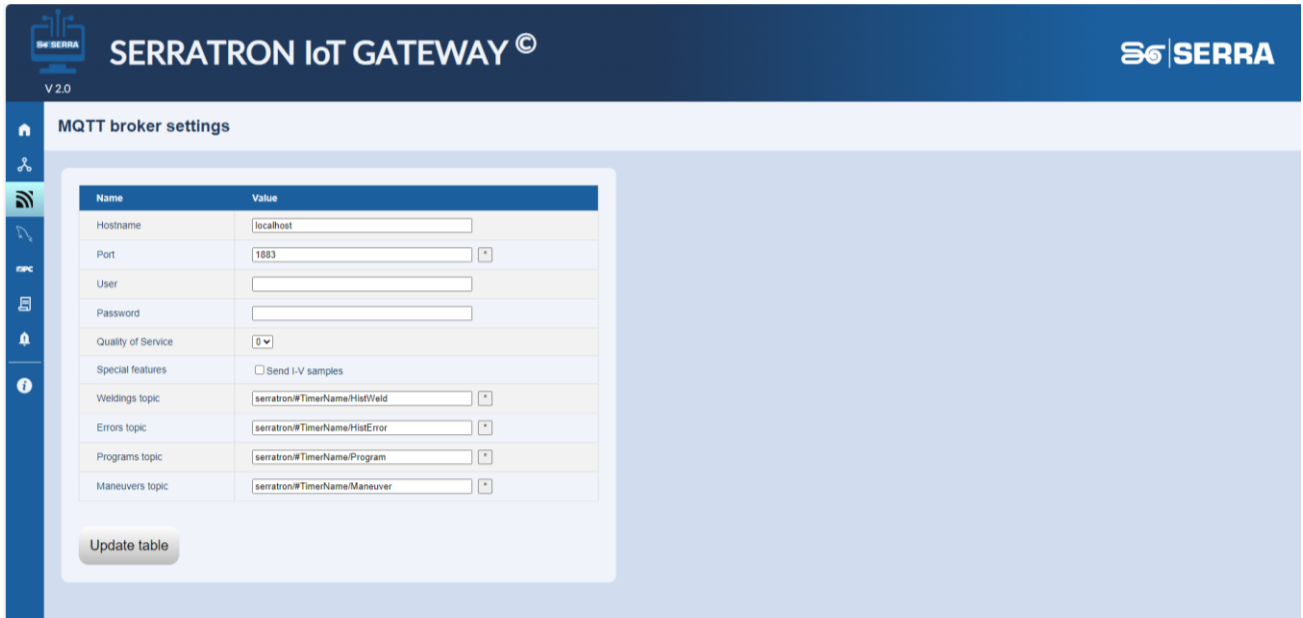 SERRA
SERRATRON IoT GATEWAY ©
SERRA
V 2.0
MQTT broker settings
Name Value
Hostname localhost
Port 1883 *
User
Password
OPC
Quality of Service 0
Special features Send I-V samples
Weldings topic serratron/#TimerName/HistWeld *
Errors topic serratron/#TimerName/HistError *
Programs topic serratron/#TimerName/Program *
Maneuvers topic serratron/#TimerName/Maneuver *
Update table